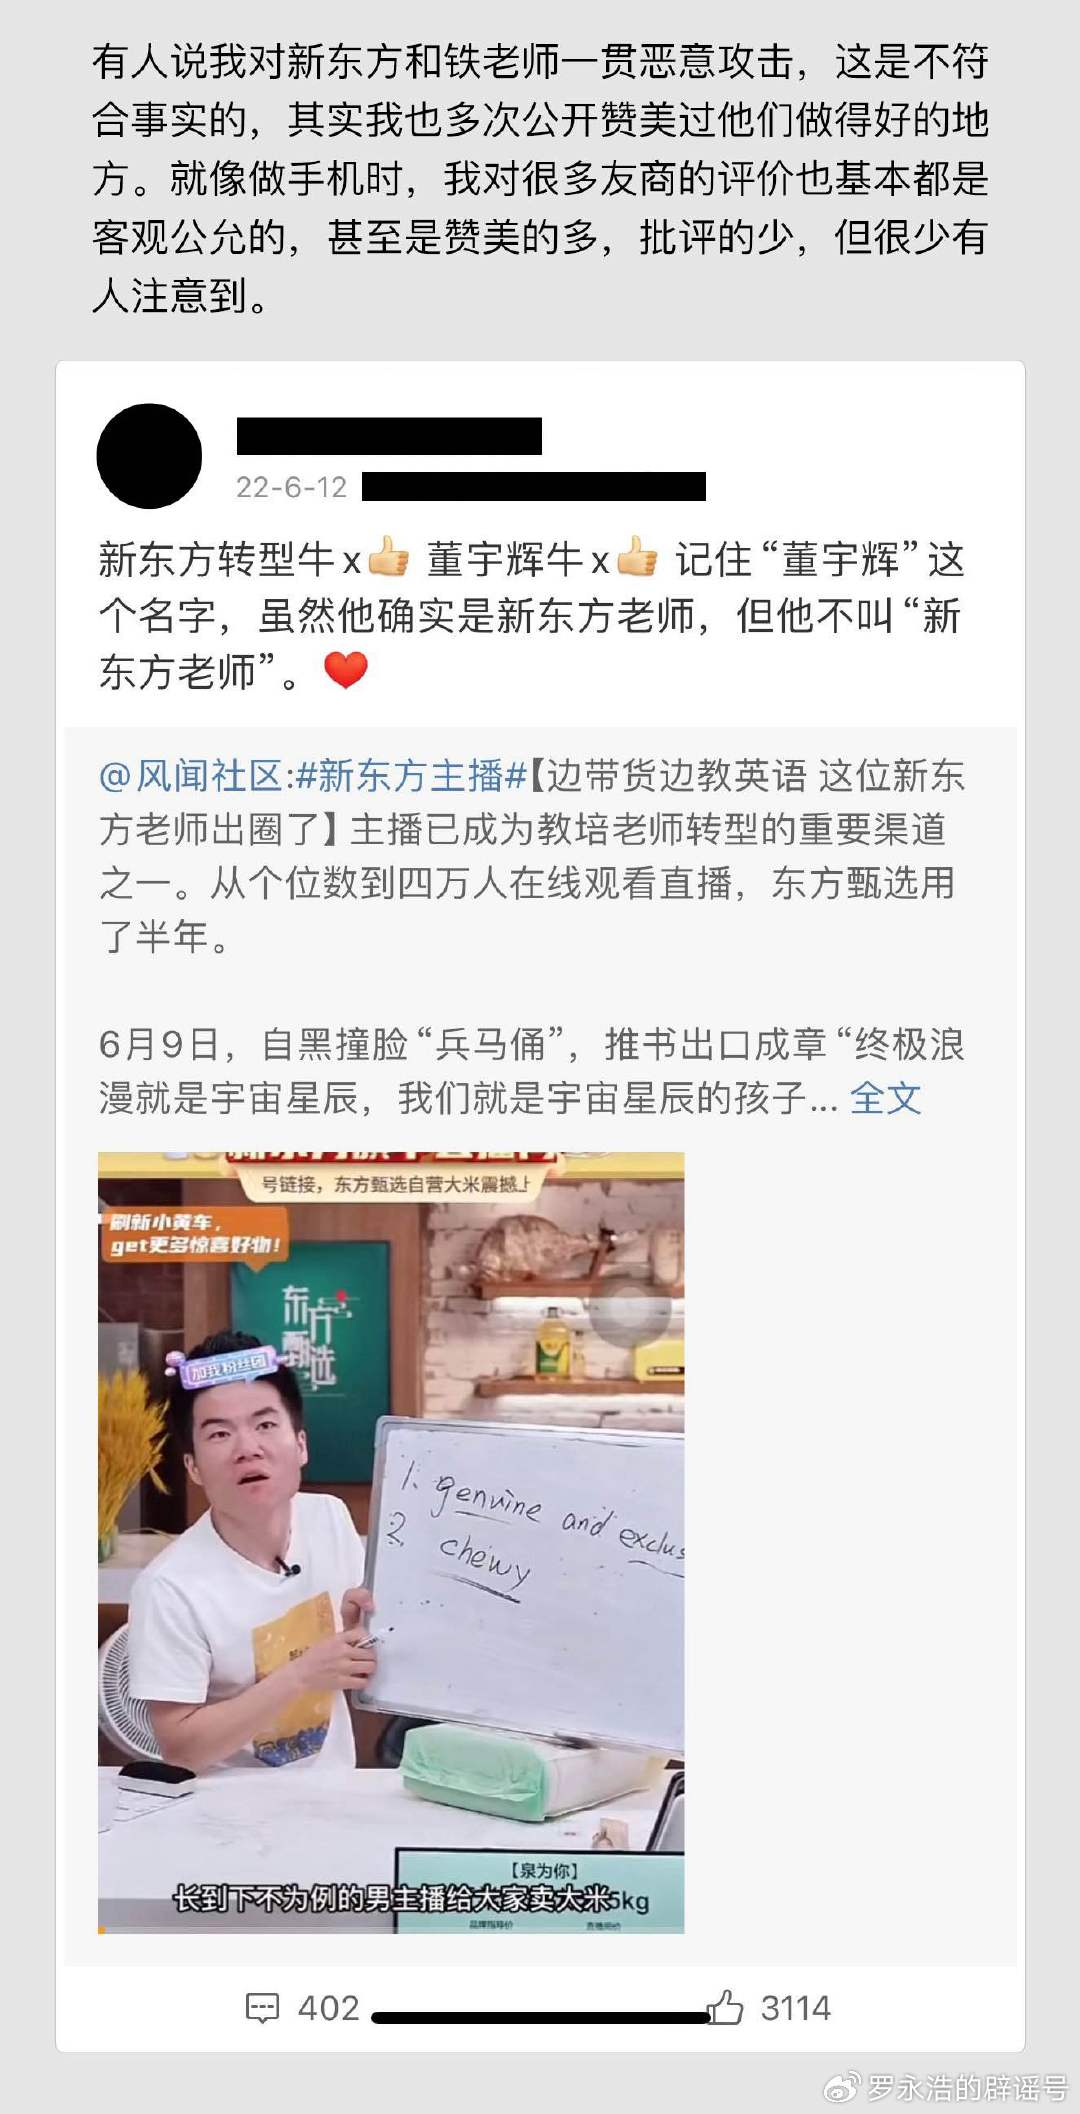 有人说我对新东方和铁老师一贯恶意攻击，这是不符
合事实的，其实我也多次公开赞美过他们做得好的地
方。就像做手机时，我对很多友商的评价也基本都是
客观公允的，甚至是赞美的多，批评的少，但很少有
人注意到。
22-6-12
新东方转型牛x👍 董宇辉牛x👍 记住“董宇辉”这
个名字，虽然他确实是新东方老师，但他不叫“新
东方老师”。❤️
@风闻社区:#新东方主播#【边带货边教英语 这位新东
方老师出圈了】主播已成为教培老师转型的重要渠道
之一。从个位数到四万人在线观看直播，东方甄选用
了半年。
6月9日，自黑撞脸“兵马俑”，推书出口成章“终极浪
漫就是宇宙星辰，我们就是宇宙星辰的孩子... 全文
号链接，东方甄选自营大米震撼上
刷新小黄车，
get更多惊喜好物！
东方
甄选
加我粉丝团
1. genuine and exclus
2. chewy
【泉为你】
长到下不为例的男主播给大家卖大米5kg
402
3114
罗永浩的辟谣号